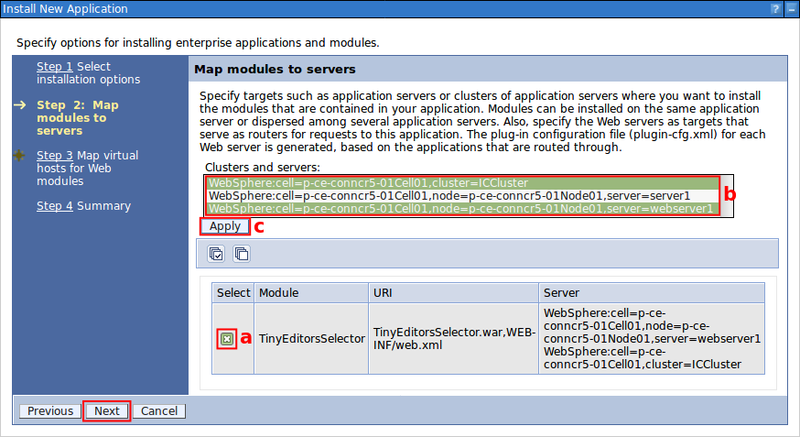 Install New Application
? –
Specify options for installing enterprise applications and modules.
Step 1 Select
installation options
Step 2: Map
modules to
servers
Step 3 Map virtual
hosts for Web
modules
Step 4 Summary
Map modules to servers
Specify targets such as application servers or clusters of application servers where you want to install
the modules that are contained in your application. Modules can be installed on the same application
server or dispersed among several application servers. Also, specify the Web servers as targets that
serve as routers for requests to this application. The plug-in configuration file (plugin-cfg.xml) for each
Web server is generated, based on the applications that are routed through.
Clusters and servers:
WebSphere:cell=p-ce-conncr5-01Cell01,cluster=ICCluster
WebSphere:cell=p-ce-conncr5-01Cell01,node=p-ce-conncr5-01Node01,server=server1
WebSphere:cell=p-ce-conncr5-01Cell01,node=p-ce-conncr5-01Node01,server=webserver1
b
Apply c
Select Module URI Server
a
TinyEditorsSelector
TinyEditorsSelector.war,WEB-
INF/web.xml
WebSphere:cell=p-ce-
conncr5-01Cell01,node=p-ce-
conncr5-01Node01,server=webserver1
WebSphere:cell=p-ce-
conncr5-01Cell01,cluster=ICCluster
Previous Next Cancel